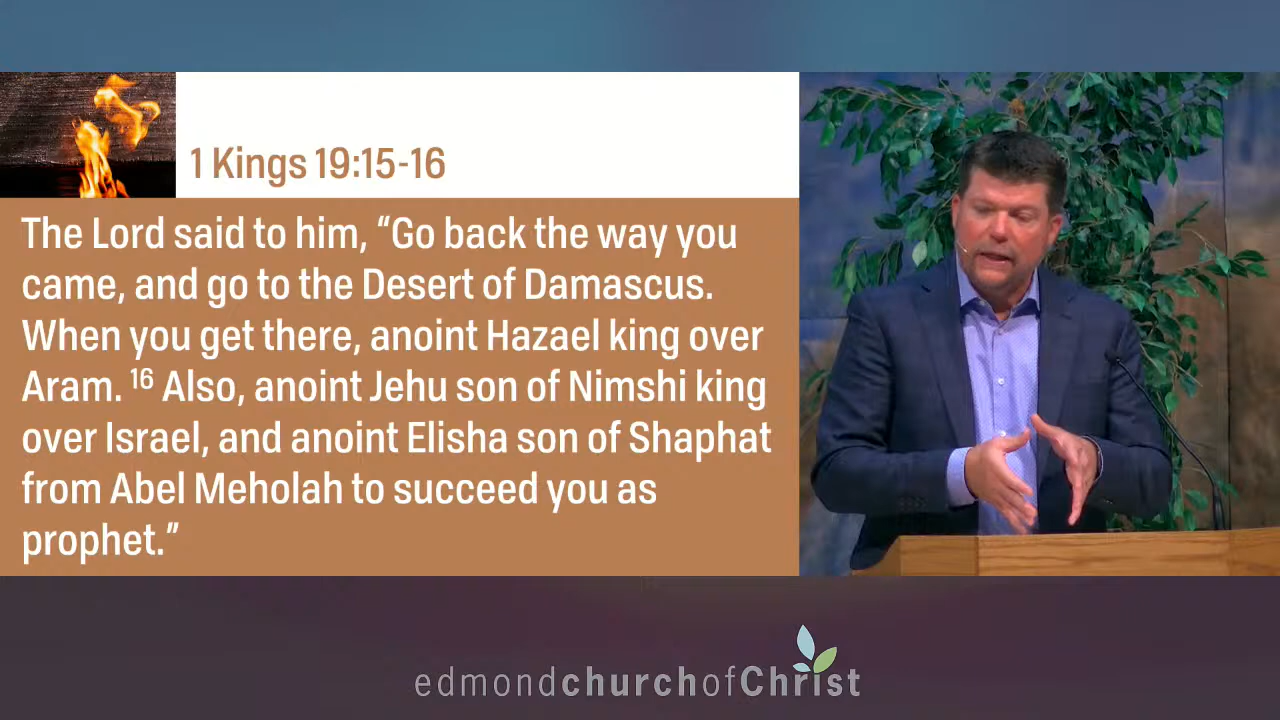 1 Kings 19:15-16
The Lord said to him, “Go back the way you
came, and go to the Desert of Damascus.
When you get there, anoint Hazael king over
Aram. 16 Also, anoint Jehu son of Nimshi king
over Israel, and anoint Elisha son of Shaphat
from Abel Meholah to succeed you as
prophet.”
edmondchurchofChrist